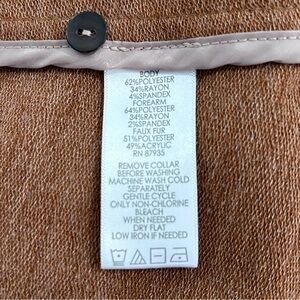 BODY
62%POLYESTER
34%RAYON
4%SPANDEX
FOREARM
64%POLYESTER
34%RAYON
2%SPANDEX
FAUX FUR
51%POLYESTER
49%ACRYLIC
RN 87935
REMOVE COLLAR
BEFORE WASHING
MACHINE WASH COLD
SEPARATELY
GENTLE CYCLE
ONLY NON-CHLORINE
BLEACH
WHEN NEEDED
DRY FLAT
LOW IRON IF NEEDED